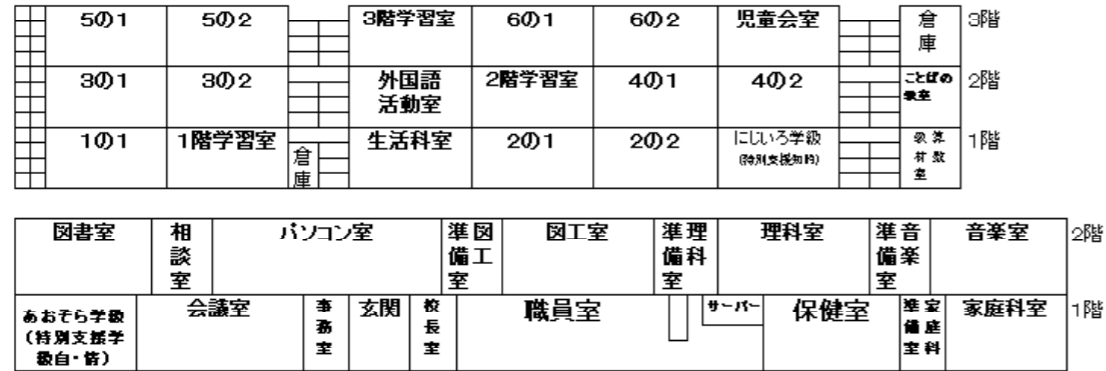 5の1 5の2 3階学習室 6の1 6の2 児童会室 倉庫 3階
3の1 3の2 外国語活動室 2階学習室 4の1 4の2 ことばの教室 2階
1の1 1階学習室 倉庫 生活科室 2の1 2の2 にじいろ学級 (特別支援知的) 算数教材室 1階
図書室 相談室 パソコン室 図工準備室 図工室 理科準備室 理科室 音楽準備室 音楽室 2階
あおぞら学級(特別支援学級自・情) 会議室 事務室 玄関 校長室 職員室 サーバー 保健室 家庭科準備室 家庭科室 1階